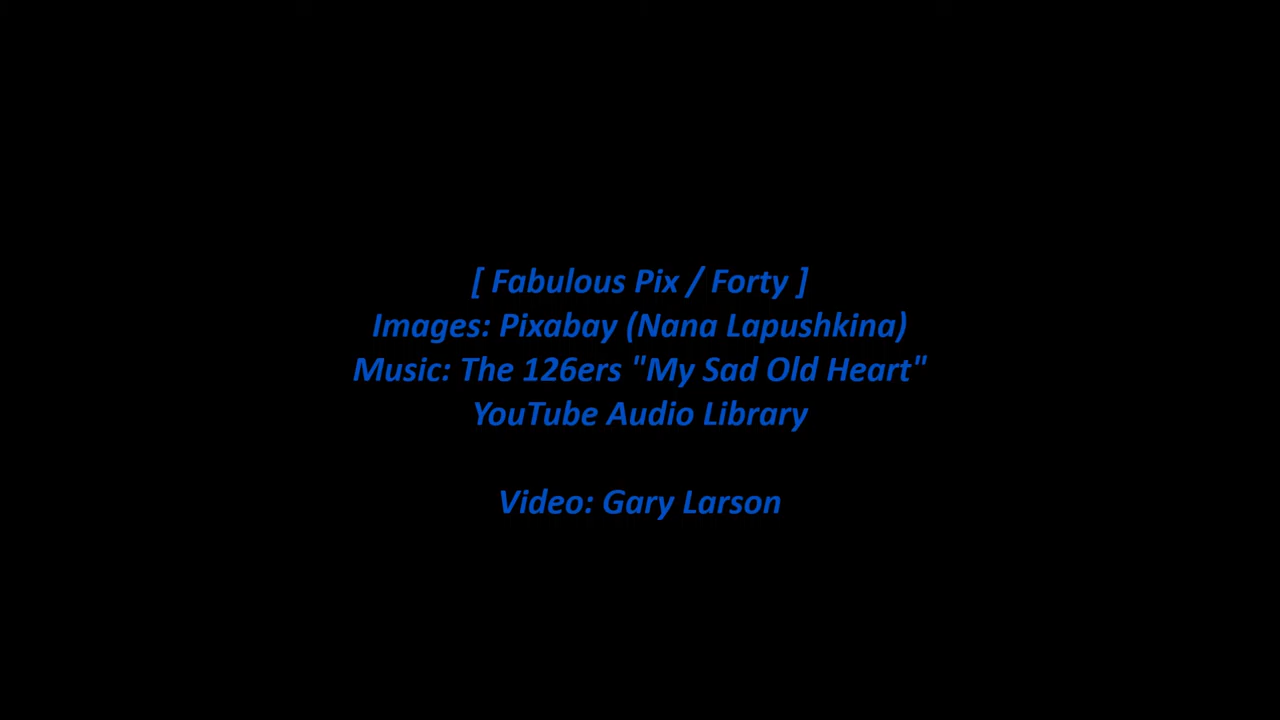 [ Fabulous Pix / Forty ]
Images: Pixabay (Nana Lapushkina)
Music: The 126ers "My Sad Old Heart"
YouTube Audio Library
Video: Gary Larson